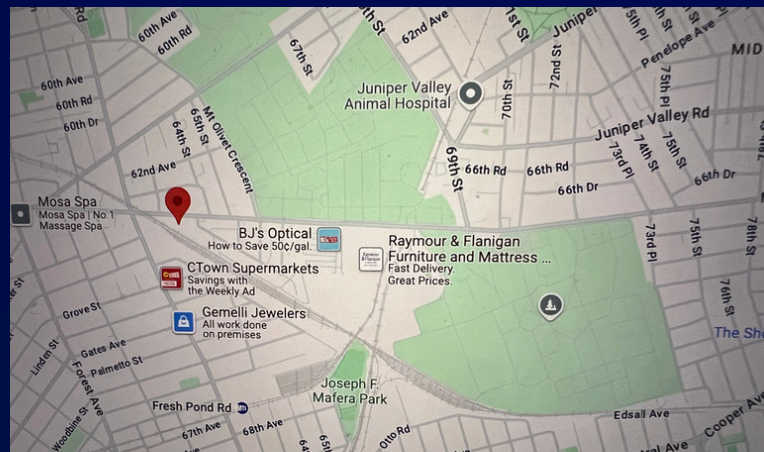 60th Ave
60th Rd
67th St
62nd Ave
1st St
Juniper
75th Pl
Penelope Ave
MID
72nd St
Juniper Valley
Animal Hospital
70th St
75th Pl
60th Ave
60th Rd
60th Dr
Mt Olivet Crescent
65th St
64th St
62nd Ave
Juniper Valley Rd
69th St
66th Rd
66th Rd
66th Dr
73rd Pl
74th St
75th St
66th Dr
Mosa Spa
Mosa Spa | No.1
Massage Spa
BJ's Optical
How to Save 50¢/gal.
Raymour & Flanigan
Furniture and Mattress ...
Fast Delivery.
Great Prices.
73rd Pl
75th St
78th St
76th St
CTown Supermarkets
Savings with
the Weekly Ad
Grove St
Gemelli Jewelers
All work done
on premises
The Sho
Linden St
Gates Ave
Palmetto St
Forest Ave
Joseph F.
Mafera Park
Fresh Pond Rd
Woodbine St
67th Ave
68th Ave
Otto Rd
Edsall Ave
Cooper Ave